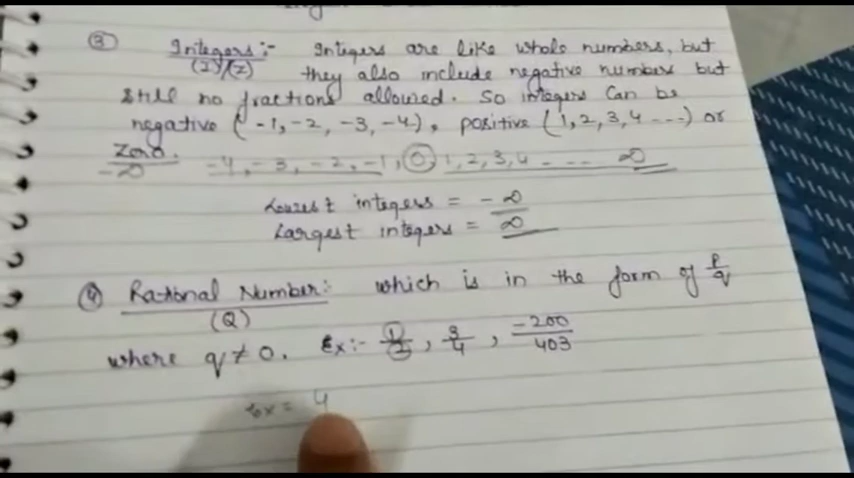 ③ Integers :- Integers are like whole numbers, but
(I)/(Z) they also include negative numbers but
still no fractions allowed. So integers can be
negative (-1, -2, -3, -4), positive (1, 2, 3, 4 ---) or
Zero.
-∞ -4, -3, -2, -1, 0, 1, 2, 3, 4 - - - - ∞
Lowest integers = -∞
Largest integers = ∞
④ Rational Number: which is in the form of P/q
(Q)
where q ≠ 0. Ex:- 1/2, 3/4, -200/403
Ex = 4